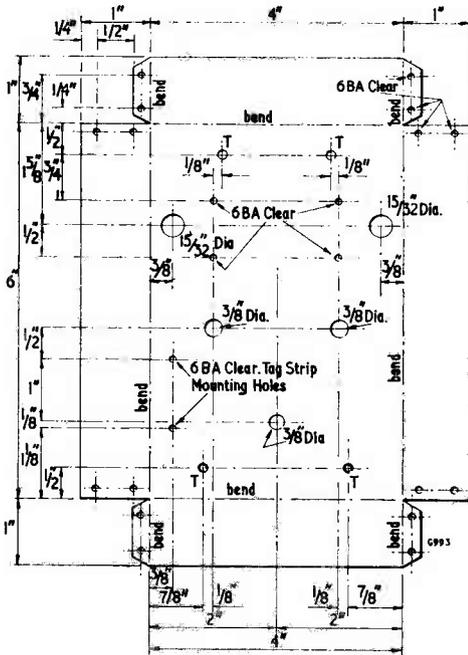 1"
4"
1"
1/4"
1/2"
1"
3/4"
1/4"
bend
bend
6BA Clear
bend
1/2"
T
T
1 5/8"
3/4"
1/8"
1/8"
6BA Clear
15/32" Dia.
15/32" Dia
1/2"
3/8"
3/8"
6"
3/8" Dia.
3/8" Dia.
1/2"
6 BA Clear. Tag Strip
Mounting Holes
bend
bend
1"
1/8"
3/8" Dia
1 1/8"
1/2"
T
T
bend
1"
bend
bend
G993
3/8"
7/8"
1/8"
1/8"
7/8"
2"
2"
4"